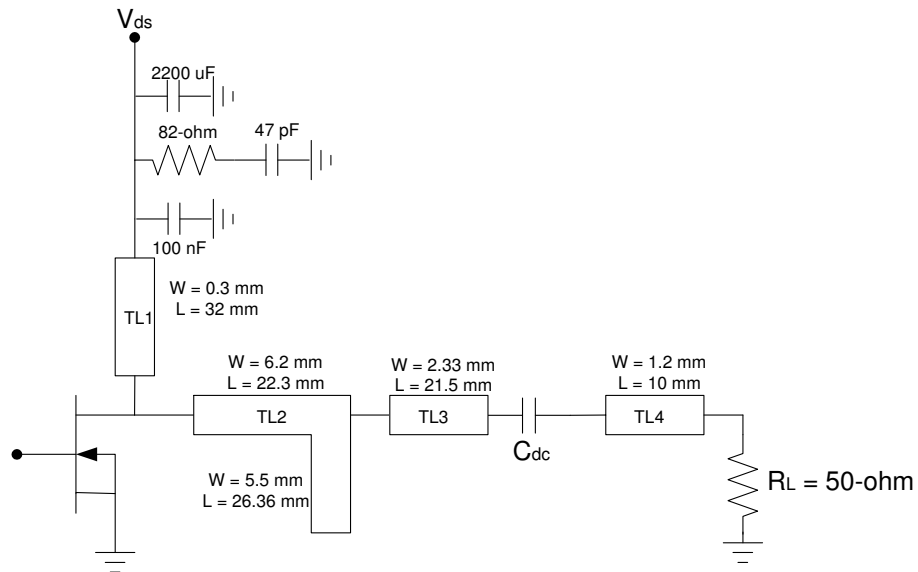 Vds
2200 uF
82-ohm
47 pF
100 nF
TL1
W = 0.3 mm
L = 32 mm
W = 6.2 mm
L = 22.3 mm
TL2
W = 2.33 mm
L = 21.5 mm
TL3
Cdc
W = 1.2 mm
L = 10 mm
TL4
W = 5.5 mm
L = 26.36 mm
RL = 50-ohm